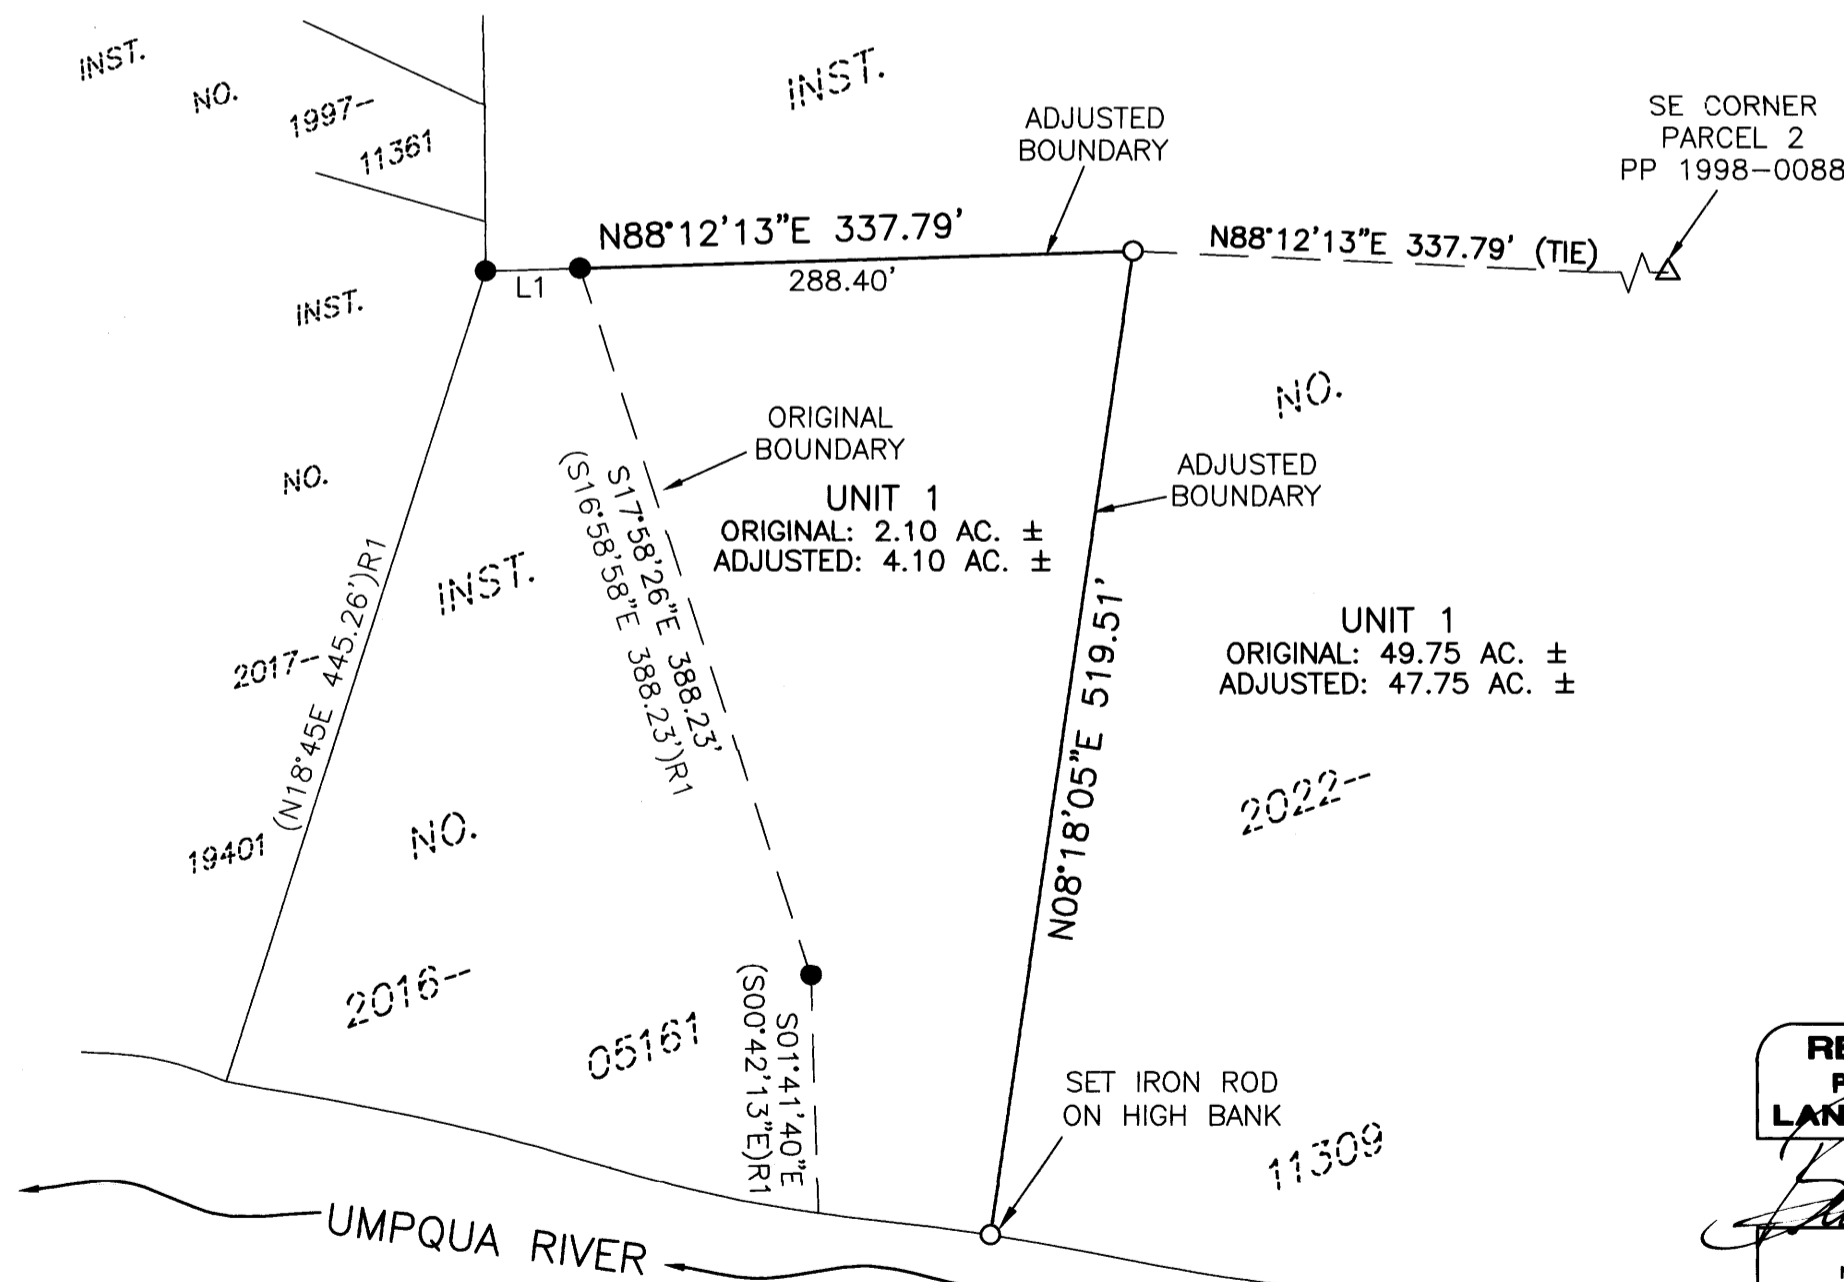 INST.
NO.
1997-
11361
INST.
ADJUSTED
BOUNDARY
SE CORNER
PARCEL 2
PP 1998-0088
N88°12'13"E 337.79'
288.40'
L1
N88°12'13"E 337.79' (TIE)
INST.
NO.
2017-
19401
(N18°45E 445.26')R1
ORIGINAL
BOUNDARY
S17°58'26"E 388.23'
(S16°58'58"E 388.23')R1
UNIT 1
ORIGINAL: 2.10 AC. ±
ADJUSTED: 4.10 AC. ±
NO.
ADJUSTED
BOUNDARY
INST.
NO.
2016-
05161
N08°18'05"E 519.51'
UNIT 1
ORIGINAL: 49.75 AC. ±
ADJUSTED: 47.75 AC. ±
2022-
11309
S01°41'40"E
(S00°42'13"E)R1
SET IRON ROD
ON HIGH BANK
UMPQUA RIVER